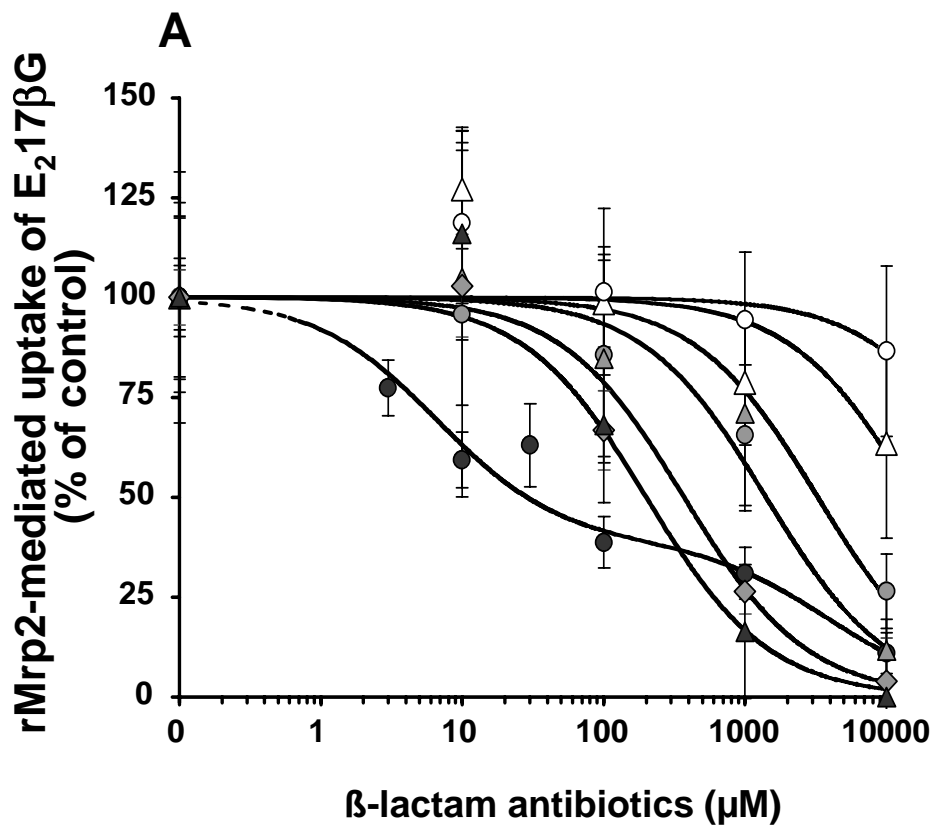 A
rMrp2-mediated uptake of E₂17βG
(% of control)
150
125
100
75
50
25
0
0 1 10 100 1000 10000
ß-lactam antibiotics (µM)